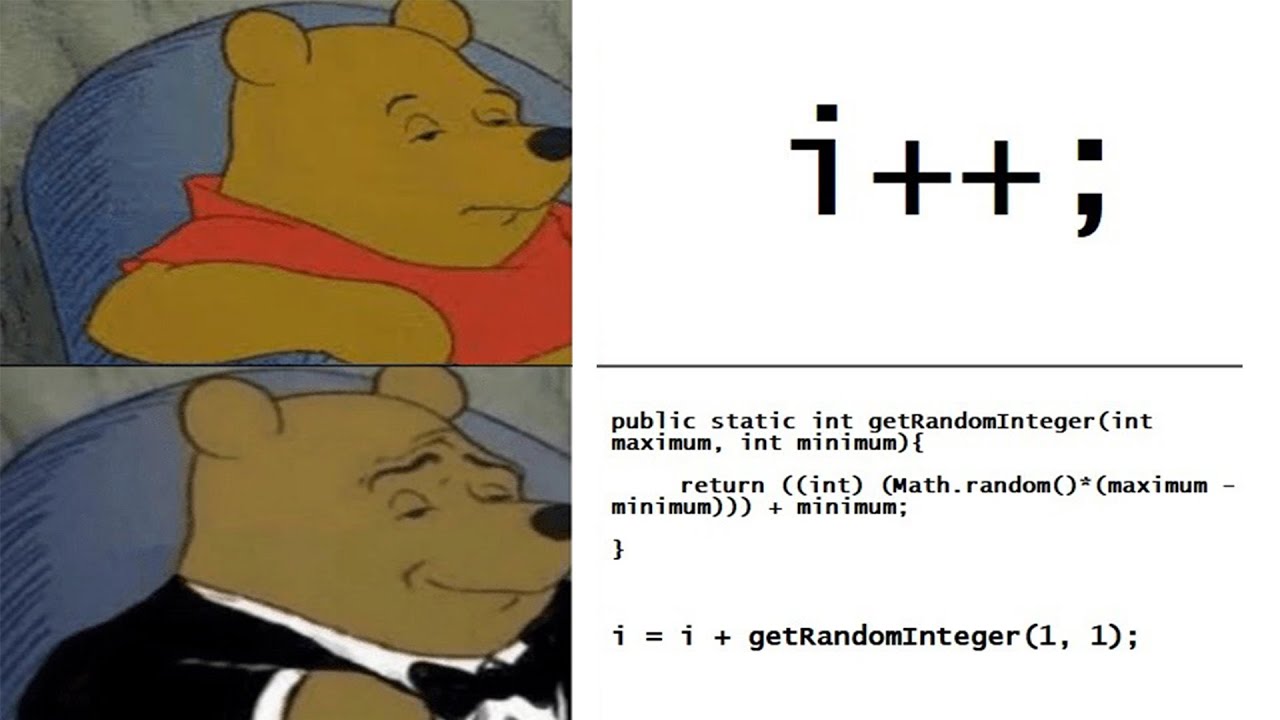 i++;
public static int getRandomInteger(int
maximum, int minimum){
return ((int) (Math.random()*(maximum –
minimum))) + minimum;
}
i = i + getRandomInteger(1, 1);